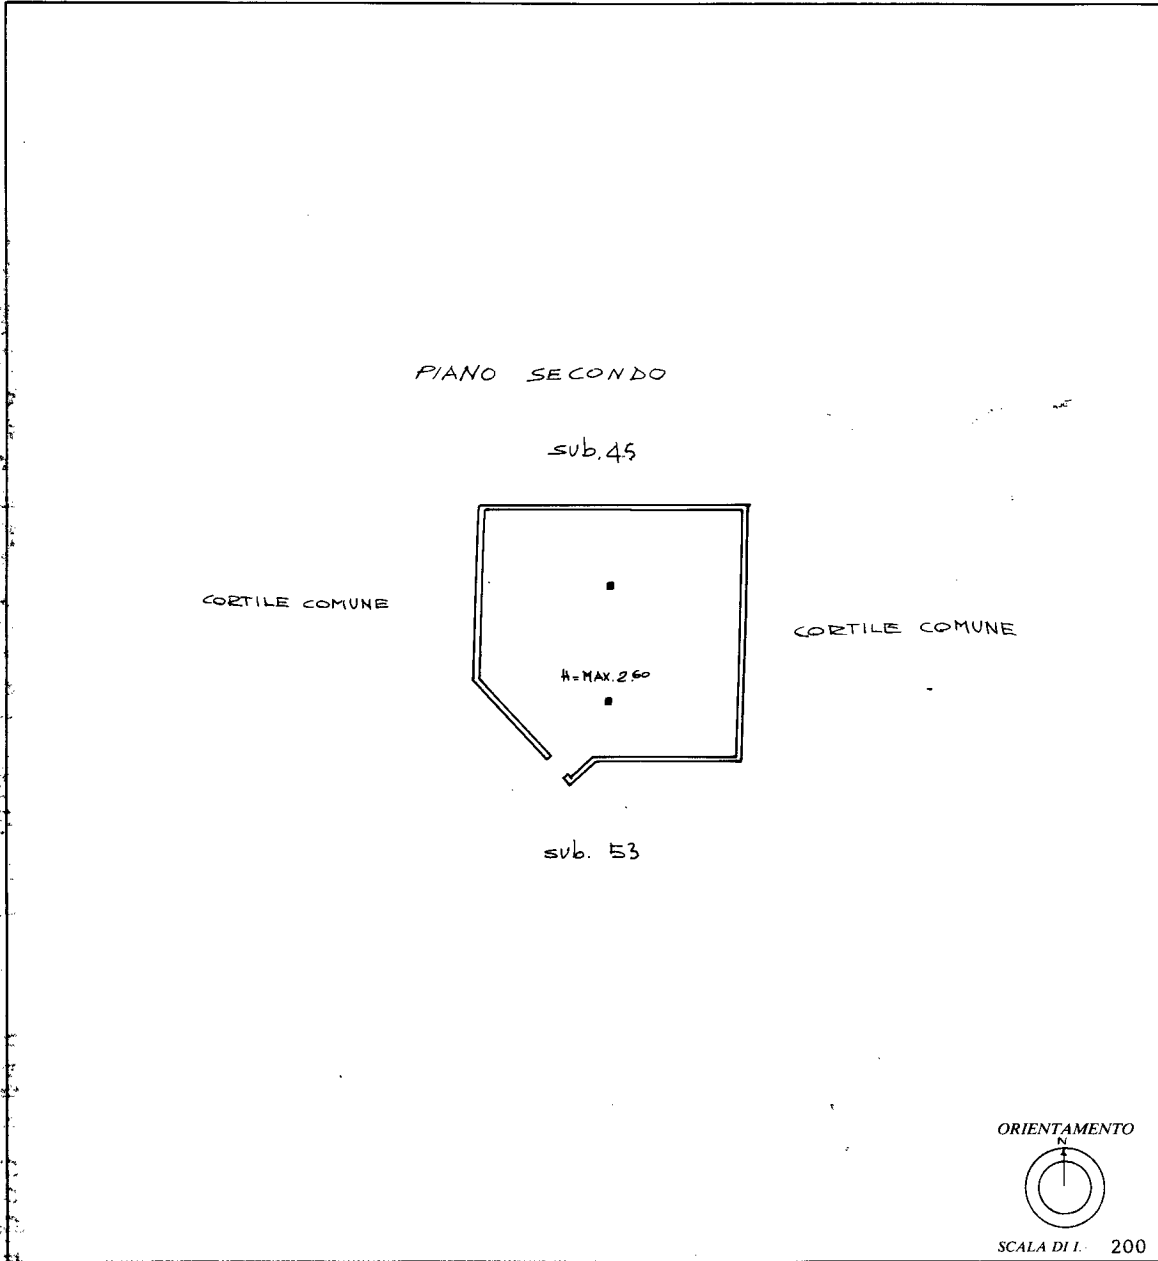 PIANO SECONDO
sub. 45
CORTILE COMUNE
CORTILE COMUNE
H=MAX. 2.60
sub. 53
ORIENTAMENTO
N
SCALA DI 1. 200